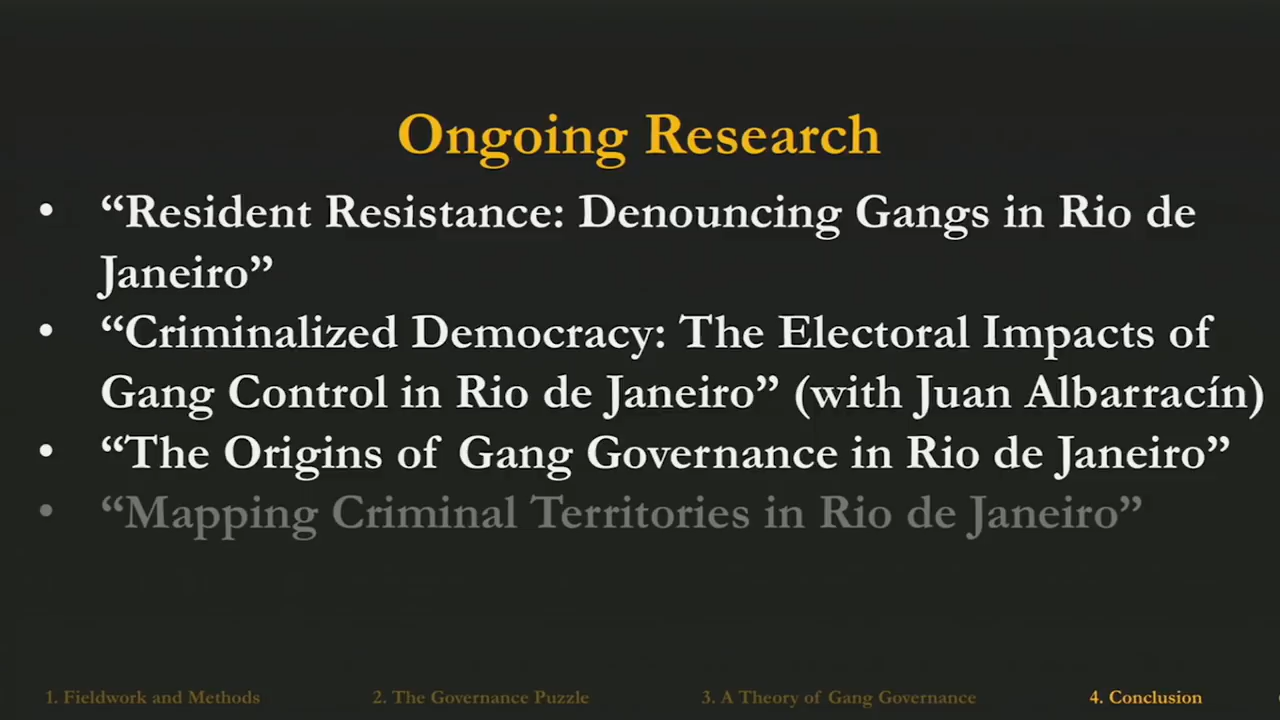 Ongoing Research
• “Resident Resistance: Denouncing Gangs in Rio de
Janeiro”
• “Criminalized Democracy: The Electoral Impacts of
Gang Control in Rio de Janeiro” (with Juan Albarracín)
• “The Origins of Gang Governance in Rio de Janeiro”
• “Mapping Criminal Territories in Rio de Janeiro”
1. Fieldwork and Methods 2. The Governance Puzzle 3. A Theory of Gang Governance 4. Conclusion